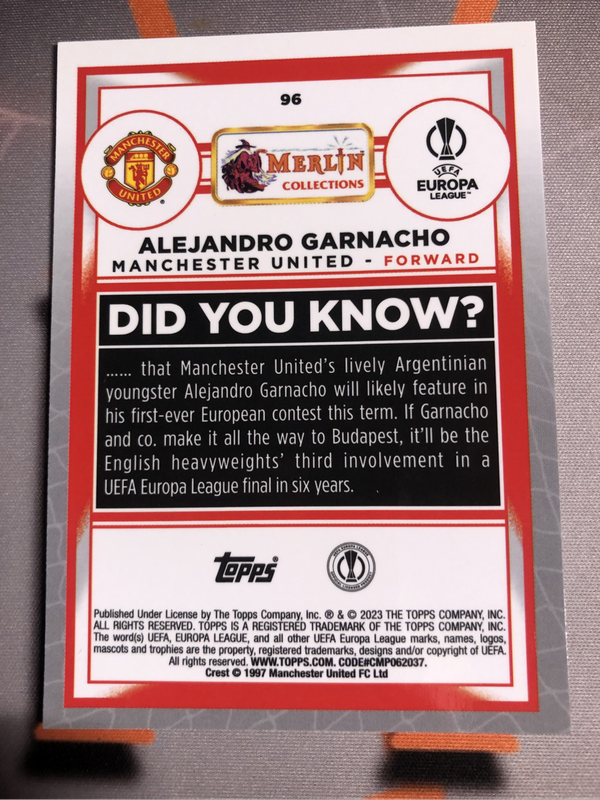 96
MANCHESTER
UNITED
MERLIN
COLLECTIONS
UEFA
EUROPA
LEAGUE™
ALEJANDRO GARNACHO
MANCHESTER UNITED - FORWARD
DID YOU KNOW?
...... that Manchester United's lively Argentinian
youngster Alejandro Garnacho will likely feature in
his first-ever European contest this term. If Garnacho
and co. make it all the way to Budapest, it'll be the
English heavyweights' third involvement in a
UEFA Europa League final in six years.
Topps®
Published Under License by The Topps Company, Inc. ® & © 2023 THE TOPPS COMPANY, INC.
ALL RIGHTS RESERVED. TOPPS IS A REGISTERED TRADEMARK OF THE TOPPS COMPANY, INC.
The word(s) UEFA, EUROPA LEAGUE, and all other UEFA Europa League marks, names, logos,
mascots and trophies are the property, registered trademarks, designs and/or copyright of UEFA.
All rights reserved. WWW.TOPPS.COM. CODE#CMP062037.
Crest © 1997 Manchester United FC Ltd